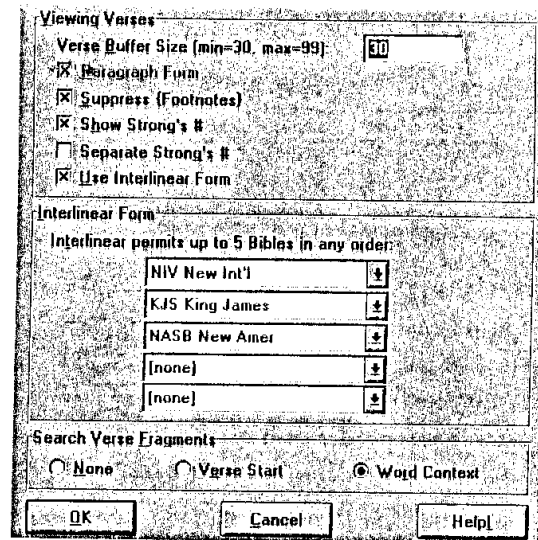 Viewing Verses
Verse Buffer Size (min=30, max=99): 30
Paragraph Form
Suppress (Footnotes)
Show Strong's #
Separate Strong's #
Use Interlinear Form
Interlinear Form
Interlinear permits up to 5 Bibles in any order:
NIV New Int'l
KJS King James
NASB New Amer
(none)
(none)
Search Verse Fragments
None Verse Start Word Context
OK Cancel Help